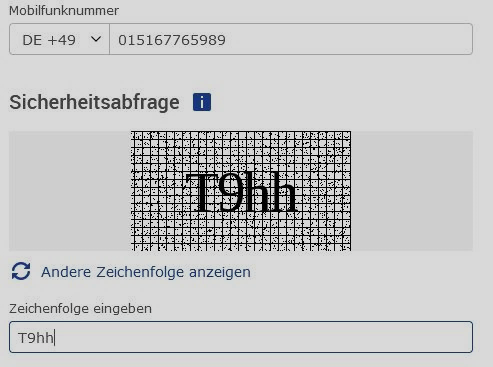 Mobilfunknummer
DE +49 015167765989
Sicherheitsabfrage i
T9hh
Andere Zeichenfolge anzeigen
Zeichenfolge eingeben
T9hh